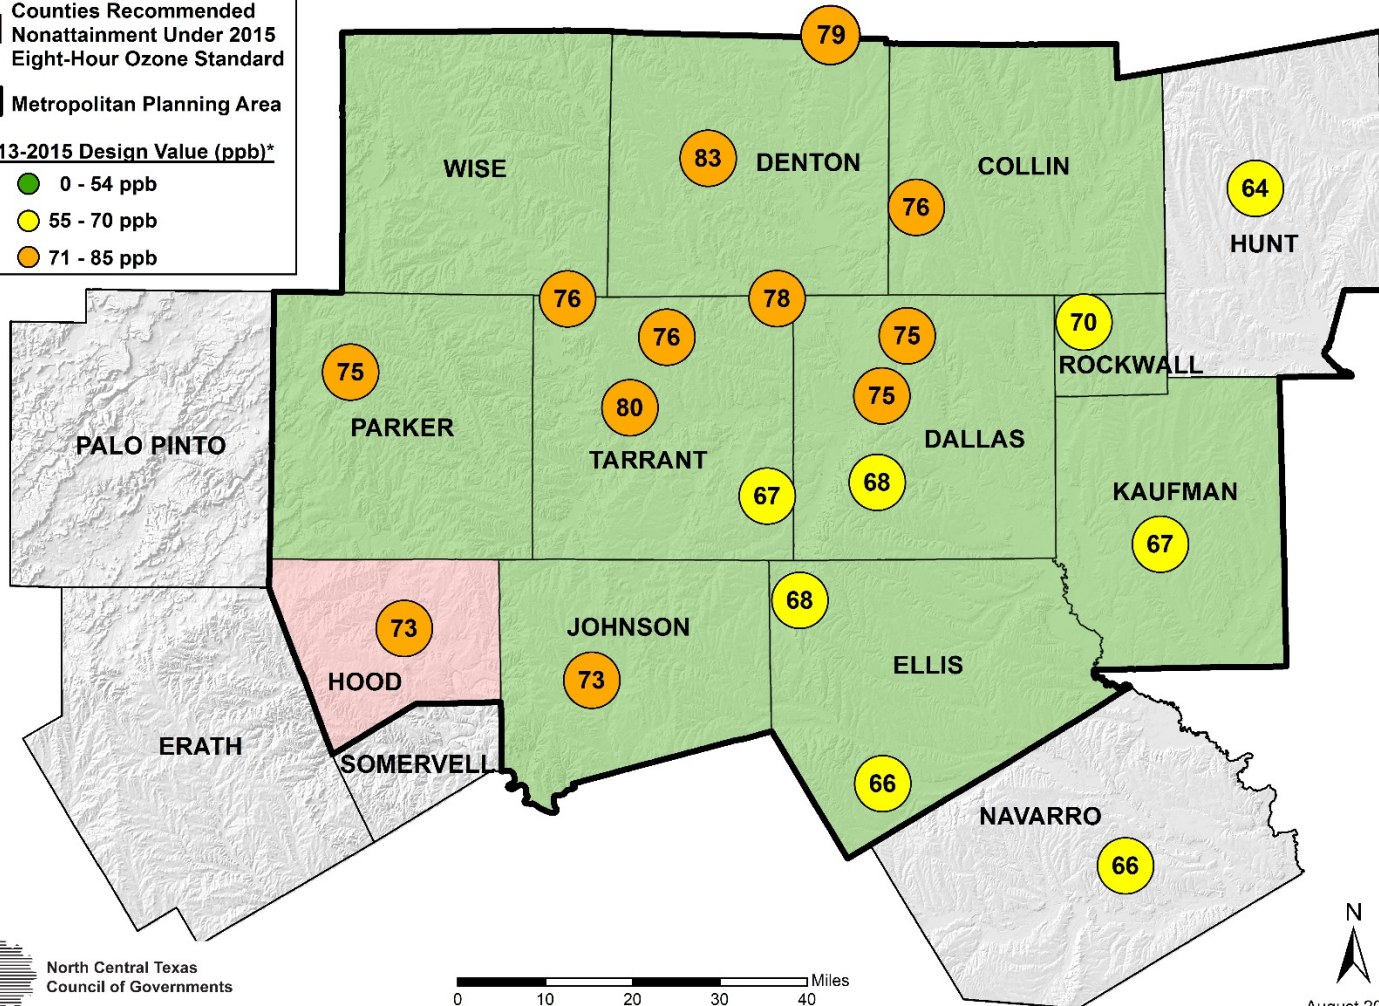 Counties Recommended
Nonattainment Under 2015
Eight-Hour Ozone Standard
Metropolitan Planning Area
13-2015 Design Value (ppb)*
0 - 54 ppb
55 - 70 ppb
71 - 85 ppb
79
WISE
83
DENTON
COLLIN
76
64
HUNT
76
78
76
75
70
ROCKWALL
75
PARKER
80
TARRANT
67
75
DALLAS
68
PALO PINTO
KAUFMAN
67
73
HOOD
JOHNSON
73
68
ELLIS
66
ERATH
SOMERVELL
NAVARRO
66
N
North Central Texas
Council of Governments
Miles
0 10 20 30 40